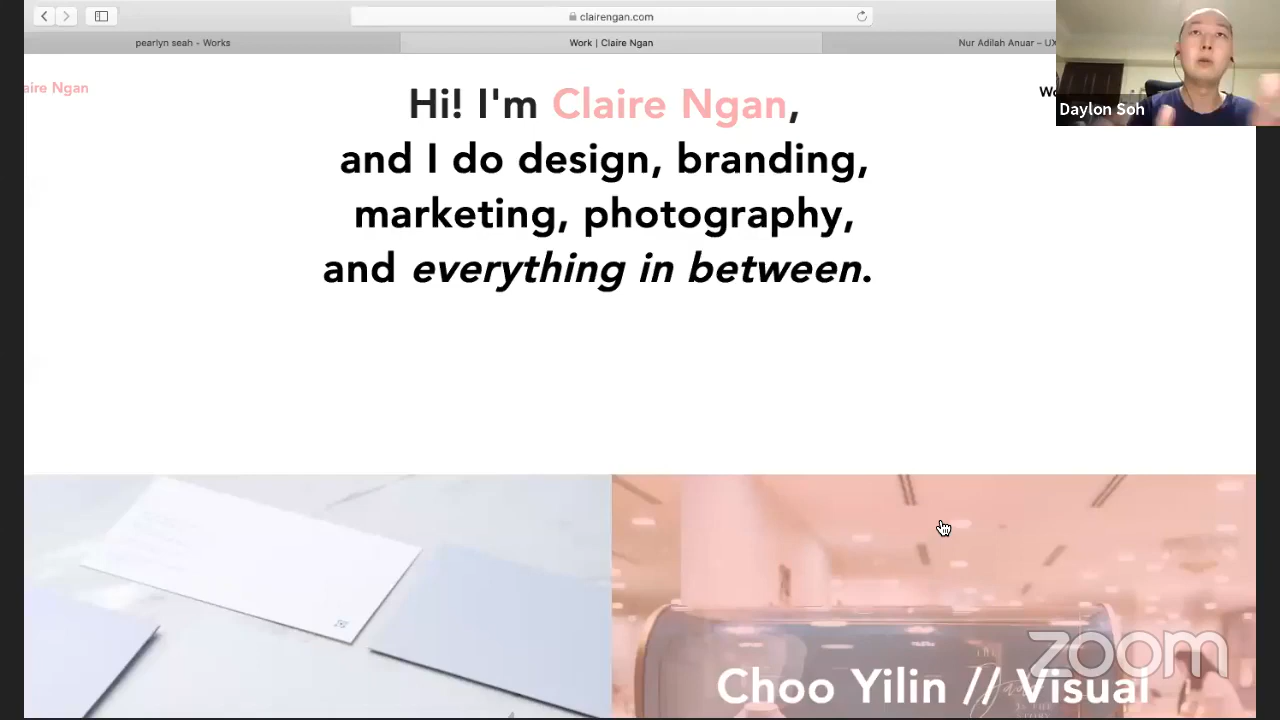 clairengan.com
pearlyn seah - Works
Work | Claire Ngan
Nur Adilah Anuar – UX
aire Ngan
Daylon Soh
Hi! I'm Claire Ngan,
and I do design, branding,
marketing, photography,
and everything in between.
zoom
Choo Yilin // Visual
THE